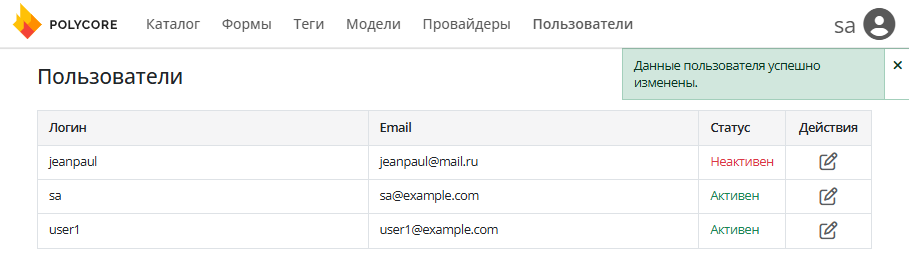 POLYCORE Каталог Формы Теги Модели Провайдеры Пользователи sa
Данные пользователя успешно
изменены.
Пользователи
Логин Email Статус Действия
jeanpaul jeanpaul@mail.ru Неактивен
sa sa@example.com Активен
user1 user1@example.com Активен